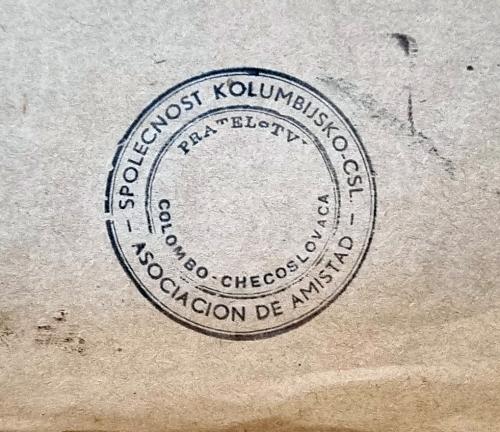 SPOLECNOST KOLUMBIJSKO-CSL.
PRATELSTVI
— ASOCIACION DE AMISTAD —
COLOMBO-CHECOSLOVACA